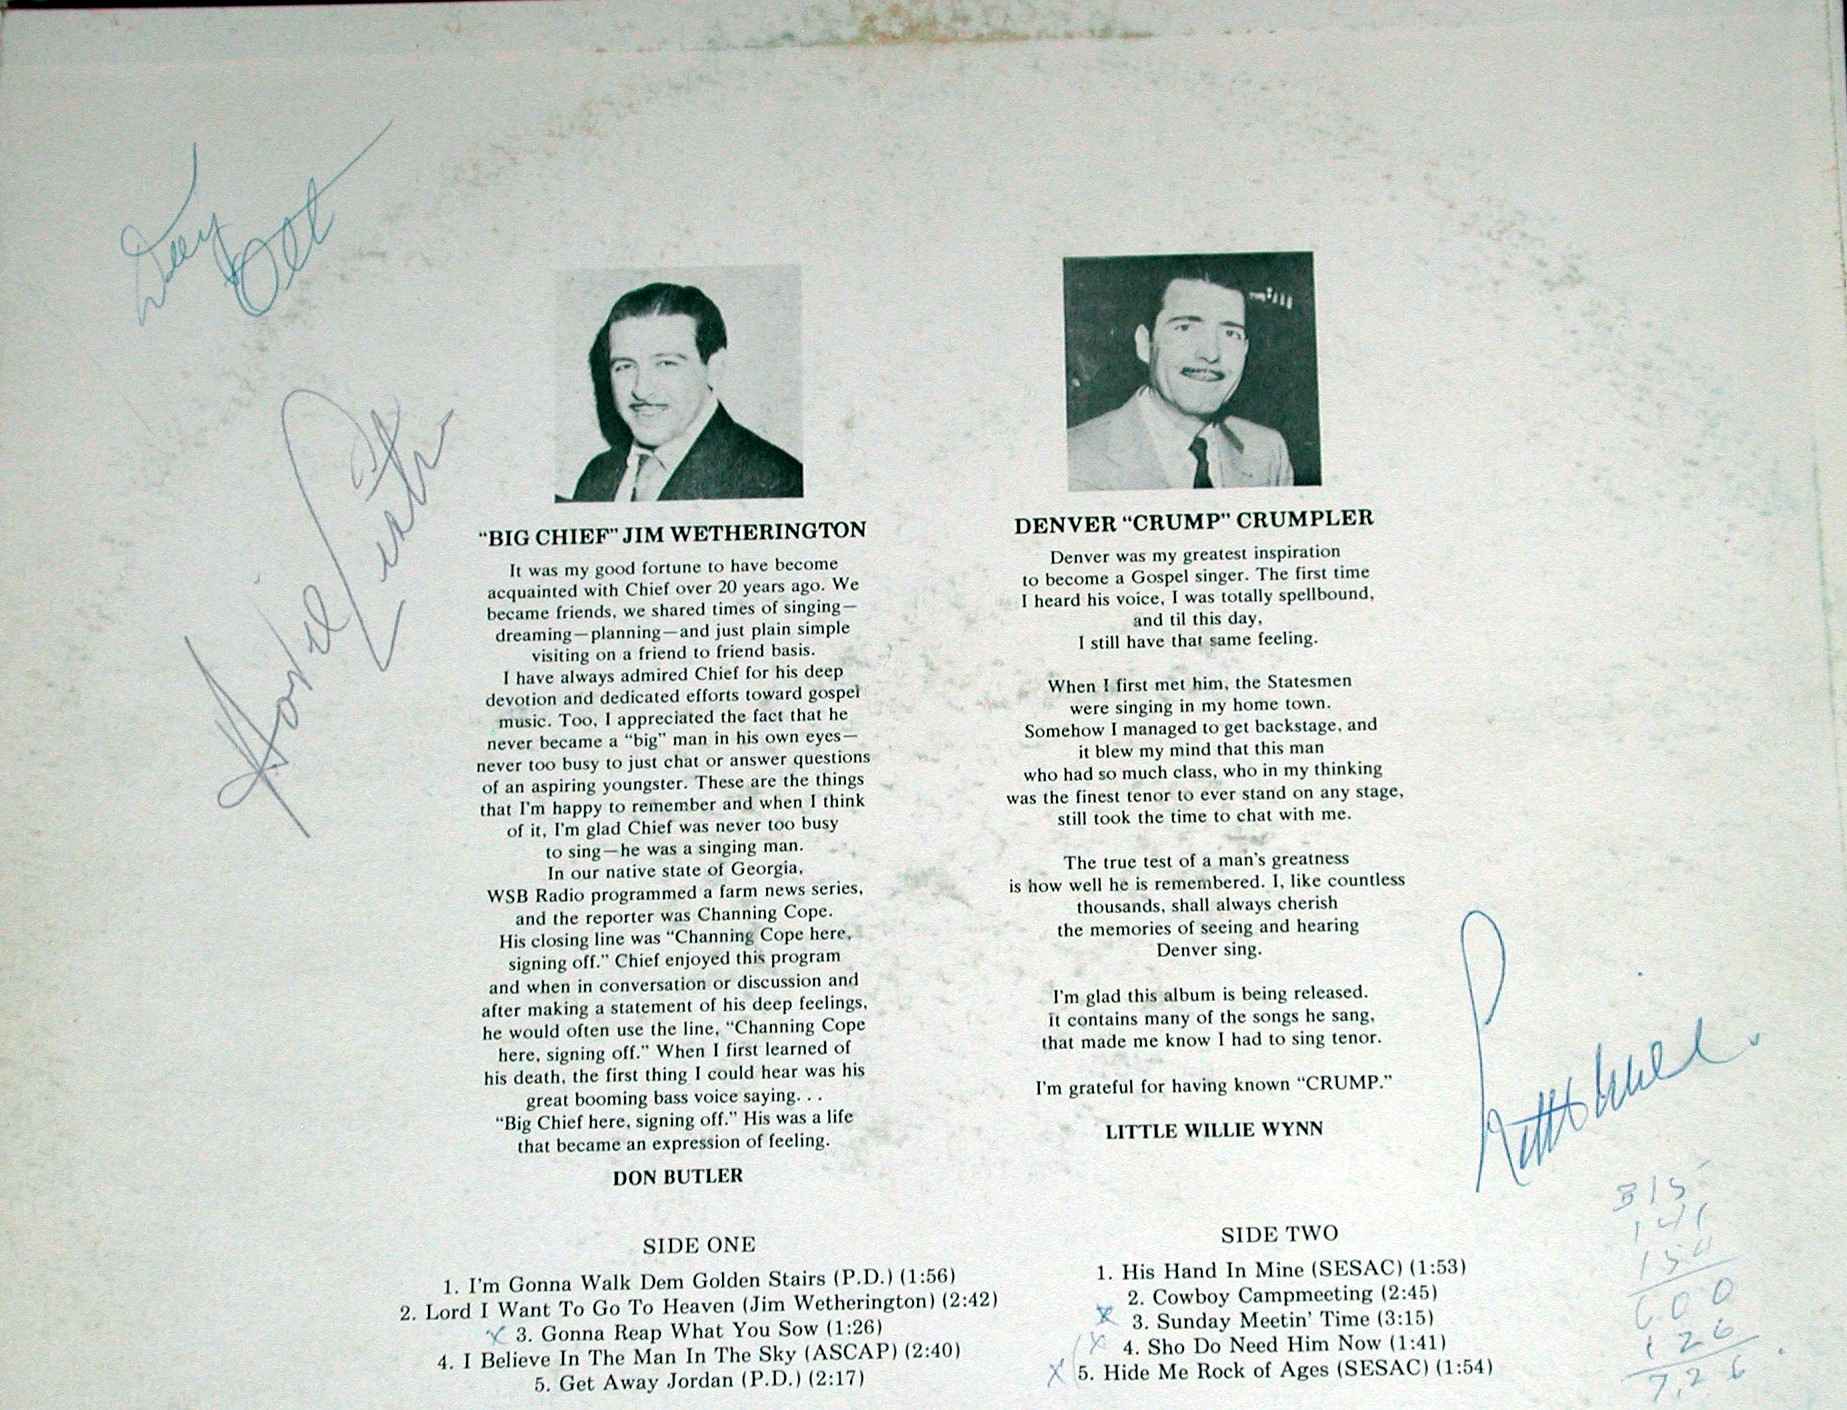 "BIG CHIEF" JIM WETHERINGTON
It was my good fortune to have become
acquainted with Chief over 20 years ago. We
became friends, we shared times of singing—
dreaming—planning—and just plain simple
visiting on a friend to friend basis.
I have always admired Chief for his deep
devotion and dedicated efforts toward gospel
music. Too, I appreciated the fact that he
never became a "big" man in his own eyes—
never too busy to just chat or answer questions
of an aspiring youngster. These are the things
that I'm happy to remember and when I think
of it, I'm glad Chief was never too busy
to sing—he was a singing man.
In our native state of Georgia,
WSB Radio programmed a farm news series,
and the reporter was Channing Cope.
His closing line was "Channing Cope here,
signing off." Chief enjoyed this program
and when in conversation or discussion and
after making a statement of his deep feelings,
he would often use the line, "Channing Cope
here, signing off." When I first learned of
his death, the first thing I could hear was his
great booming bass voice saying. . .
"Big Chief here, signing off." His was a life
that became an expression of feeling.
DON BUTLER
DENVER "CRUMP" CRUMPLER
Denver was my greatest inspiration
to become a Gospel singer. The first time
I heard his voice, I was totally spellbound,
and til this day,
I still have that same feeling.
When I first met him, the Statesmen
were singing in my home town.
Somehow I managed to get backstage, and
it blew my mind that this man
who had so much class, who in my thinking
was the finest tenor to ever stand on any stage,
still took the time to chat with me.
The true test of a man's greatness
is how well he is remembered. I, like countless
thousands, shall always cherish
the memories of seeing and hearing
Denver sing.
I'm glad this album is being released.
It contains many of the songs he sang,
that made me know I had to sing tenor.
I'm grateful for having known "CRUMP."
LITTLE WILLIE WYNN
SIDE ONE
1. I'm Gonna Walk Dem Golden Stairs (P.D.) (1:56)
2. Lord I Want To Go To Heaven (Jim Wetherington) (2:42)
x 3. Gonna Reap What You Sow (1:26)
4. I Believe In The Man In The Sky (ASCAP) (2:40)
5. Get Away Jordan (P.D.) (2:17)
SIDE TWO
1. His Hand In Mine (SESAC) (1:53)
2. Cowboy Campmeeting (2:45)
x 3. Sunday Meetin' Time (3:15)
x 4. Sho Do Need Him Now (1:41)
x 5. Hide Me Rock of Ages (SESAC) (1:54)
315
141
154
600
126
7,26